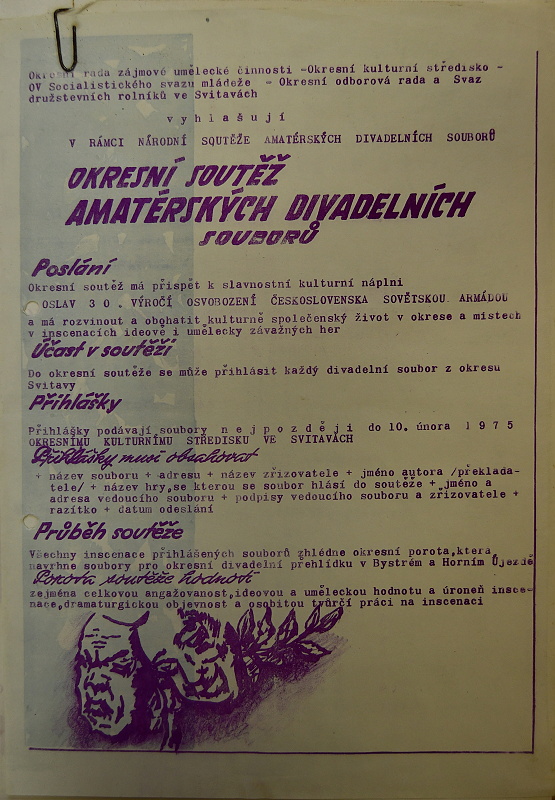 Okresní rada zájmové umělecké činnosti -Okresní kulturní středisko -
OV Socialistického svazu mládeže - Okresní odborová rada a Svaz
družstevních rolníků ve Svitavách
v y h l a š u j í
V RÁMCI NÁRODNÍ SQUTĚŽE AMATÉRSKÝCH DIVADELNÍCH SOUBORŮ
OKRESNÍ SOUTĚŽ
AMATÉRSKÝCH DIVADELNÍCH
SOUBORŮ
Poslání
Okresní soutěž má přispět k slavnostní kulturní náplni
OSLAV 30. VÝROČÍ OSVOBOZENÍ ČESKOSLOVENSKA SOVĚTSKOU ARMÁDOU
a má rozvinout a obohatit kulturně společenský život v okrese a místech
v inscenacích ideově i umělecky závažných her
Účast v soutěži
Do okresní soutěže se může přihlásit každý divadelní soubor z okresu
Svitavy
Přihlášky
Přihlášky podávají soubory n e j p o z d ě j i do 10. února 1 9 7 5
OKRESNÍMU KULTURNÍMU STŘEDISKU VE SVITAVÁCH
Přihlášky musí obsahovat
+ název souboru + adresu + název zřizovatele + jméno autora /překlada-
tele/ + název hry,se kterou se soubor hlásí do soutěže + jméno a
adresa vedoucího souboru + podpisy vedoucího souboru a zřizovatele +
razítko + datum odeslání
Průběh soutěže
Všechny inscenace přihlášených souborů zhlédne okresní porota,která,
navrhne soubory pro okresní divadelní přehlídku v Bystrém a Horním Újezdě
Porota soutěže hodnotí
zejména celkovou angažovanost,ideovou a uměleckou hodnotu a úroneň insce-
nace,dramaturgickou objevnost a osobitou tvůrčí práci na inscenaci